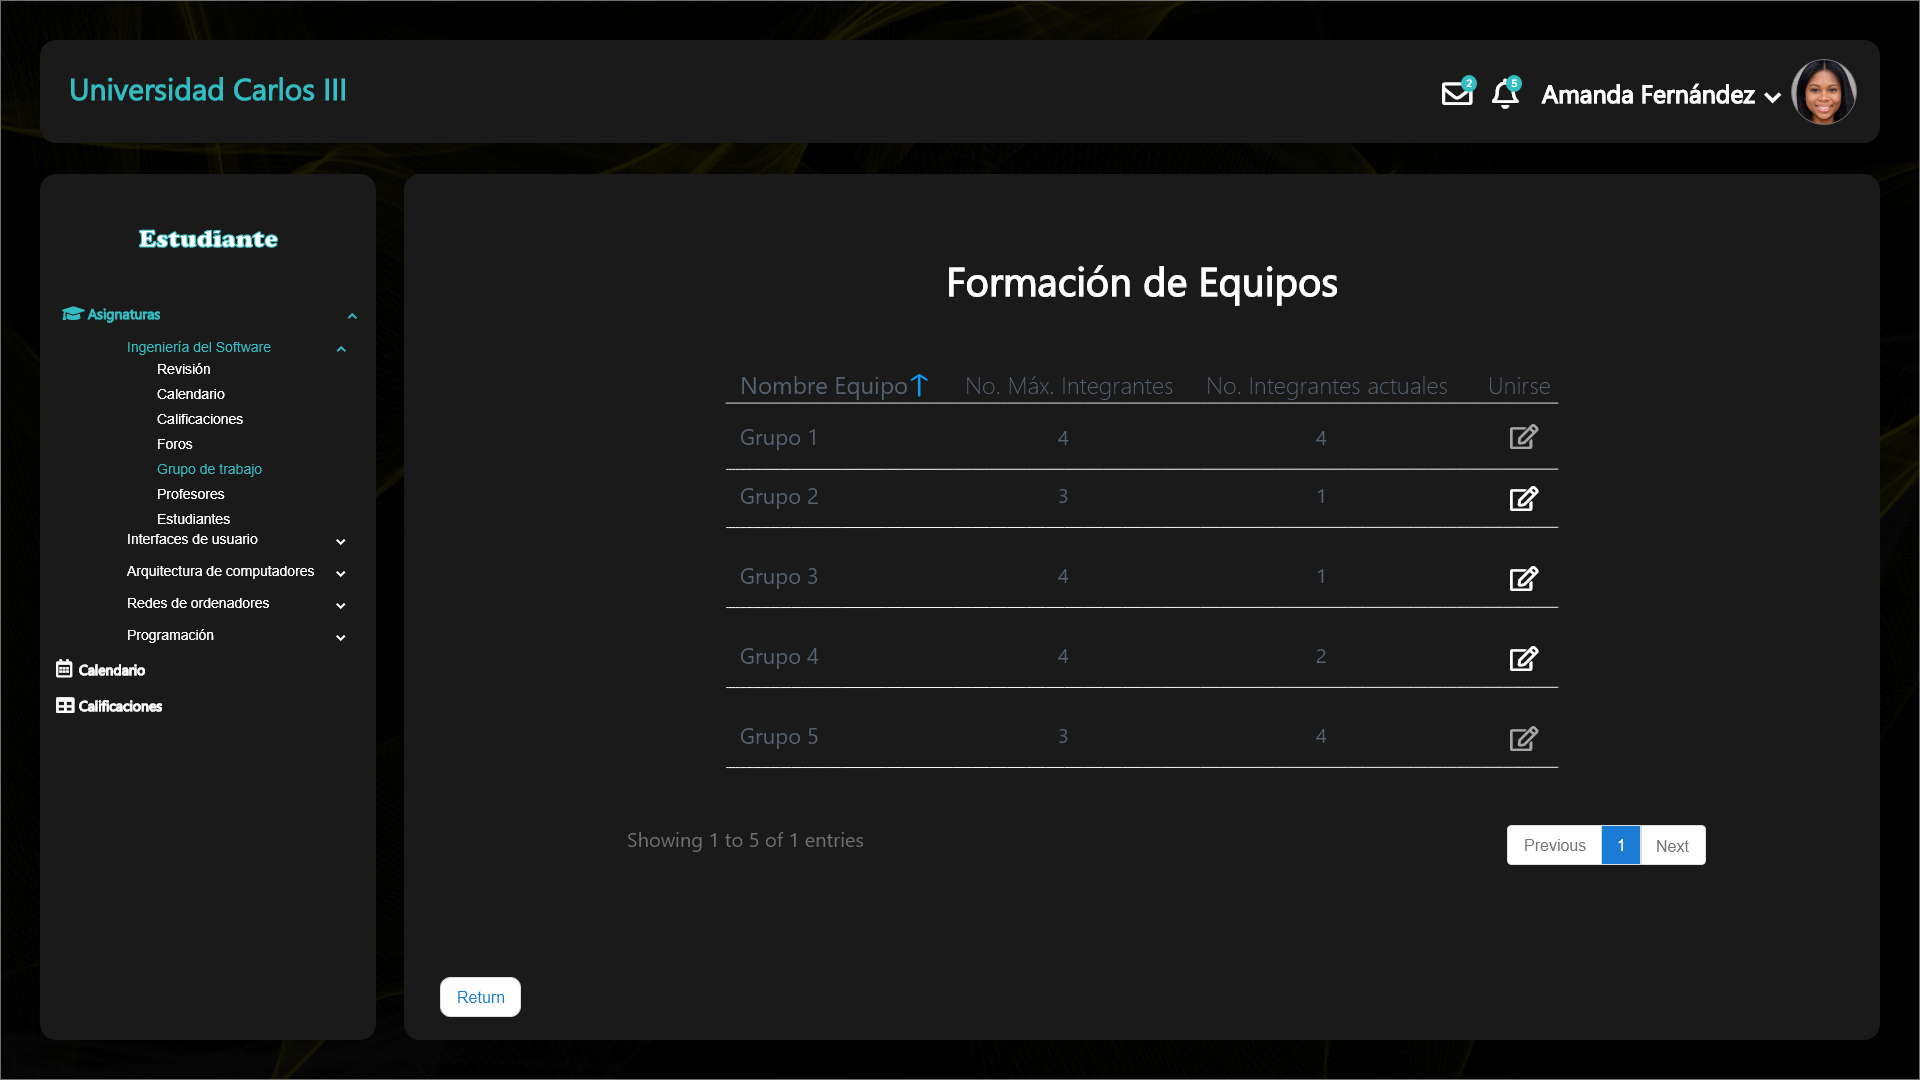 Universidad Carlos III
2
5
Amanda Fernández
Estudiante
Asignaturas
Ingeniería del Software
Revisión
Calendario
Calificaciones
Foros
Grupo de trabajo
Profesores
Estudiantes
Interfaces de usuario
Arquitectura de computadores
Redes de ordenadores
Programación
Calendario
Calificaciones
Formación de Equipos
Nombre Equipo No. Máx. Integrantes No. Integrantes actuales Unirse
Grupo 1 4 4
Grupo 2 3 1
Grupo 3 4 1
Grupo 4 4 2
Grupo 5 3 4
Showing 1 to 5 of 1 entries
Previous 1 Next
Return